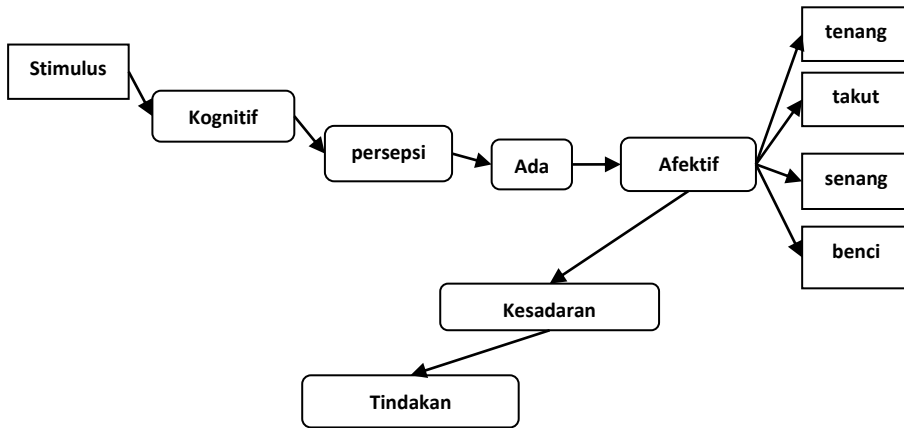 Stimulus
Kognitif
persepsi
Ada
Afektif
tenang
takut
senang
benci
Kesadaran
Tindakan